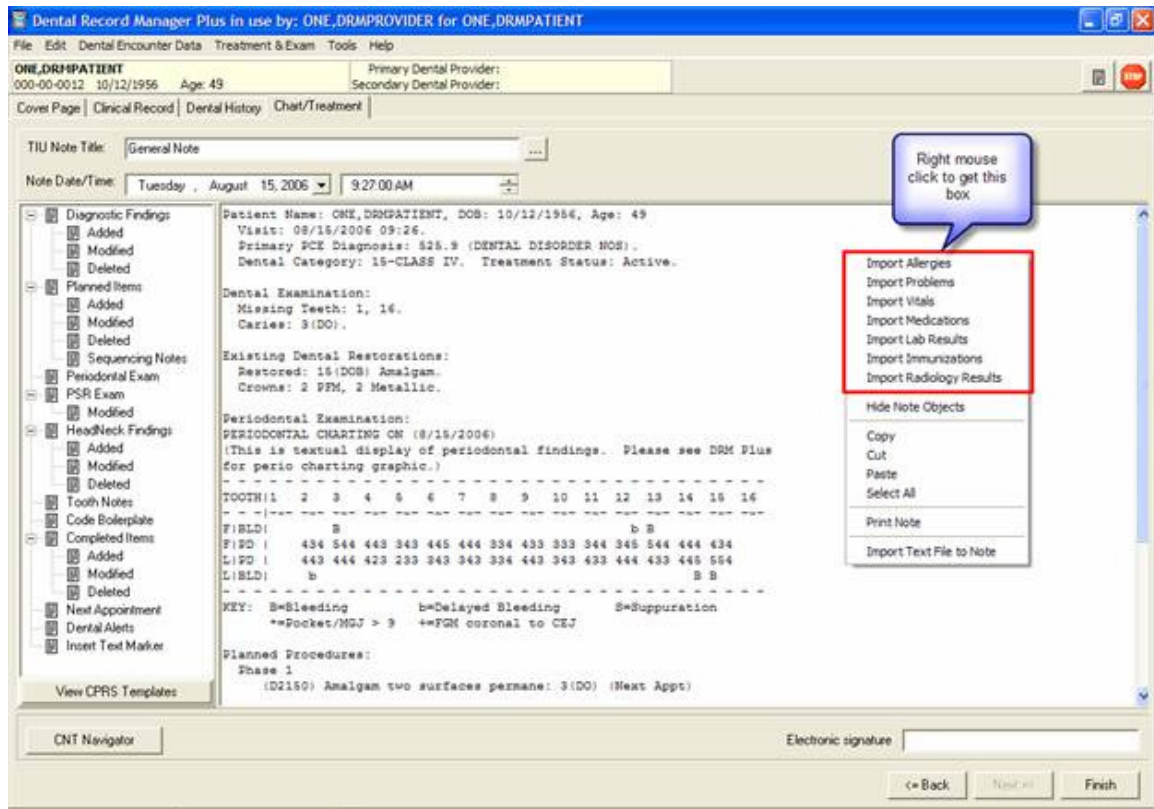 Dental Record Manager Plus in use by: ONE,DRMPROVIDER for ONE,DRMPATIENT
File Edit Dental Encounter Data Treatment & Exam Tools Help
ONE,DRMPATIENT
Primary Dental Provider:
000-00-0012 10/12/1956 Age: 49
Secondary Dental Provider:
STOP
Cover Page Clinical Record Dental History Chart/Treatment
TIU Note Title: General Note ...
Note Date/Time: Tuesday , August 15, 2006 9:27:00 AM
Right mouse
click to get this
box
Diagnostic Findings
Added
Modified
Deleted
Planned Items
Added
Modified
Deleted
Sequencing Notes
Periodontal Exam
PSR Exam
Modified
HeadNeck Findings
Added
Modified
Deleted
Tooth Notes
Code Boilerplate
Completed Items
Added
Modified
Deleted
Next Appointment
Dental Alerts
Insert Text Marker
View CPRS Templates
Patient Name: ONE,DRMPATIENT, DOB: 10/12/1956, Age: 49
Visit: 08/15/2006 09:26.
Primary PCE Diagnosis: 525.9 (DENTAL DISORDER NOS).
Dental Category: 15-CLASS IV. Treatment Status: Active.
Dental Examination:
Missing Teeth: 1, 16.
Caries: 3(DO).
Existing Dental Restorations:
Restored: 15(DOB) Amalgam.
Crowns: 2 PFM, 2 Metallic.
Periodontal Examination:
PERIODONTAL CHARTING ON (8/15/2006)
(This is textual display of periodontal findings. Please see DRM Plus
for perio charting graphic.)
TOOTH|1 2 3 4 5 6 7 8 9 10 11 12 13 14 15 16
F|BLD| B b B
F|PD | 434 544 443 343 445 444 334 433 333 344 345 544 444 434
L|PD | 443 444 423 233 343 343 334 443 343 433 444 433 445 554
L|BLD| b B B
KEY: B=Bleeding b=Delayed Bleeding S=Suppuration
*=Pocket/MGJ > 9 +=FGM coronal to CEJ
Planned Procedures:
Phase 1
(D2150) Amalgam two surfaces permane: 3(DO) (Next Appt)
Import Allergies
Import Problems
Import Vitals
Import Medications
Import Lab Results
Import Immunizations
Import Radiology Results
Hide Note Objects
Copy
Cut
Paste
Select All
Print Note
Import Text File to Note
CNT Navigator
Electronic signature
<= Back Next => Finish